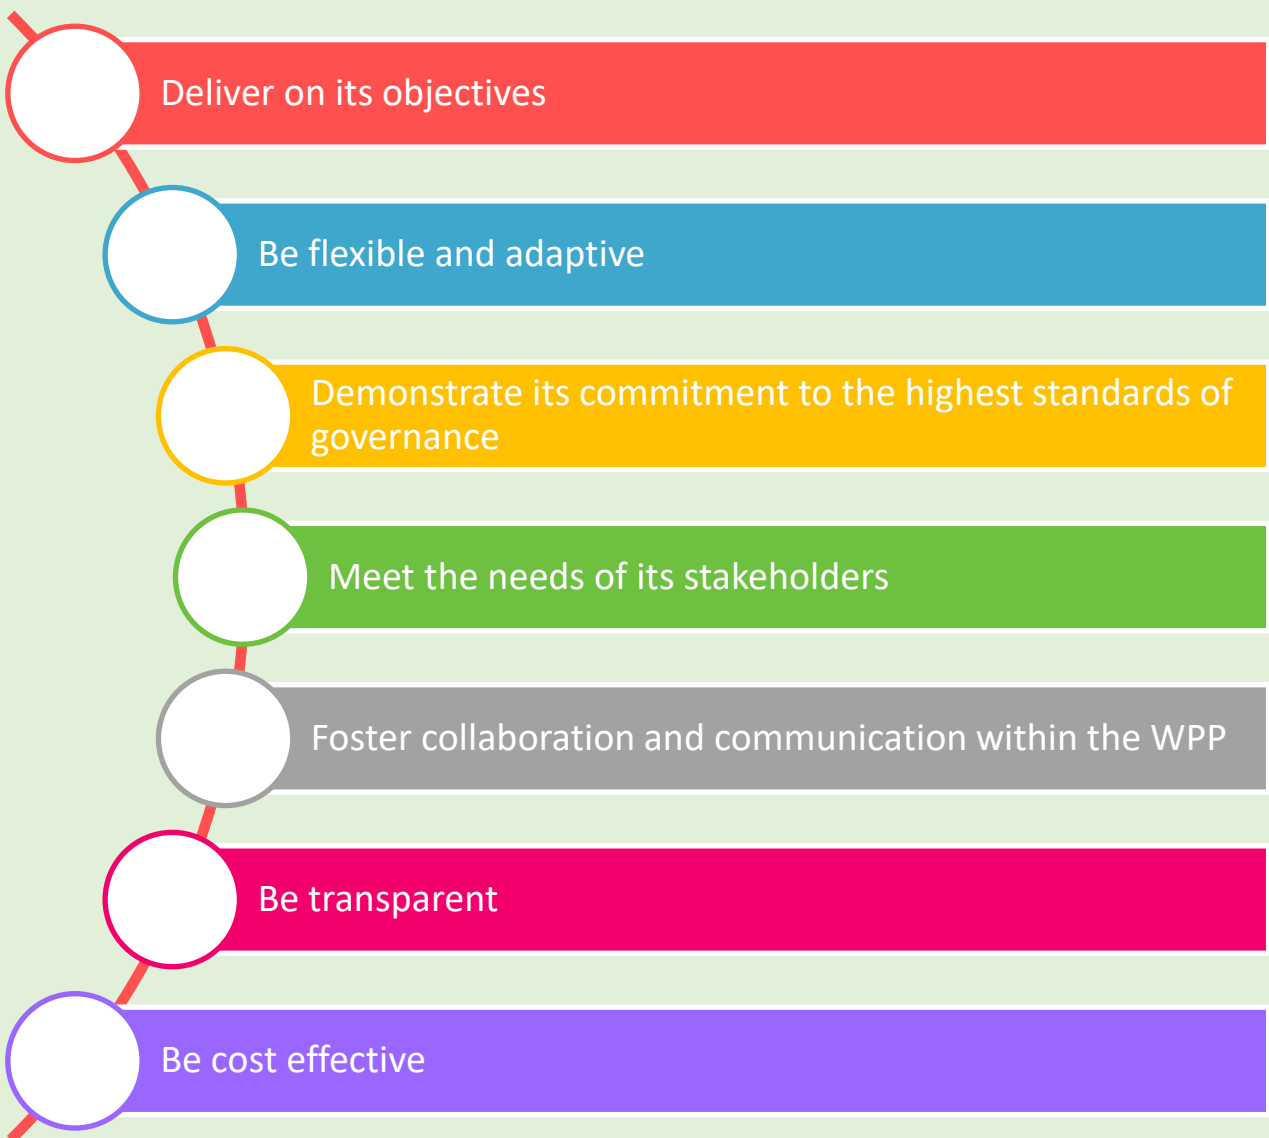 Deliver on its objectives
Be flexible and adaptive
Demonstrate its commitment to the highest standards of
governance
Meet the needs of its stakeholders
Foster collaboration and communication within the WPP
Be transparent
Be cost effective